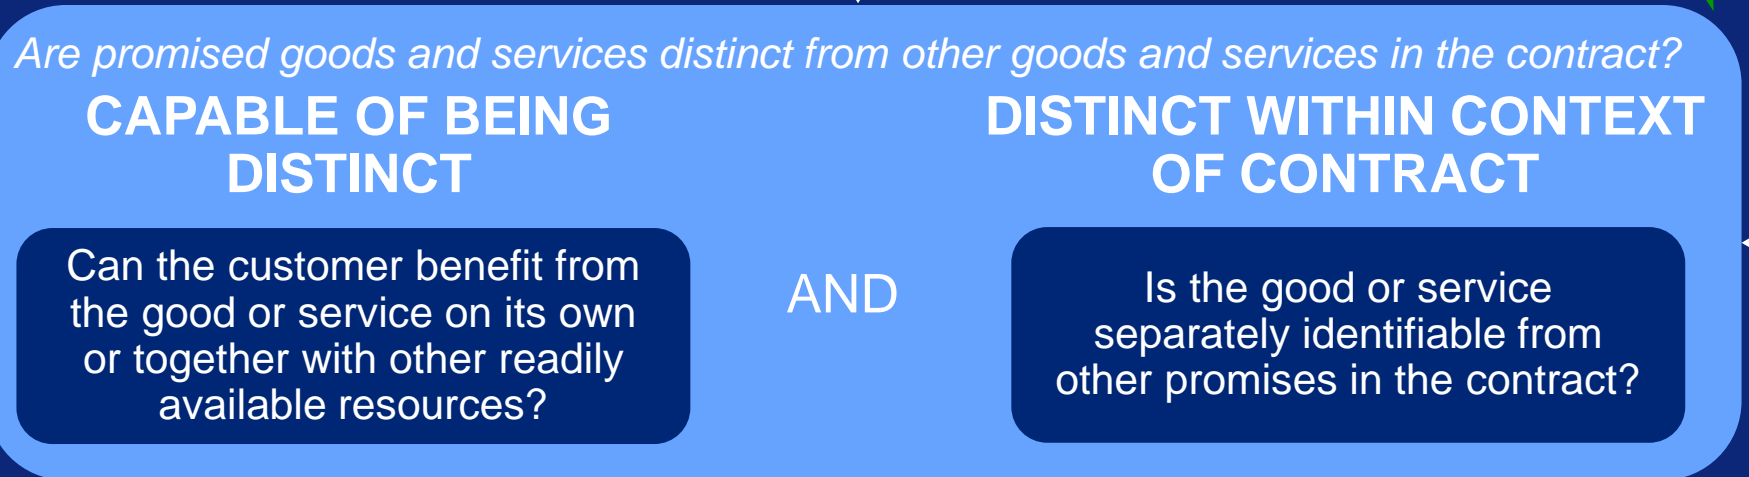 Are promised goods and services distinct from other goods and services in the contract?
CAPABLE OF BEING
DISTINCT
DISTINCT WITHIN CONTEXT
OF CONTRACT
Can the customer benefit from
the good or service on its own
or together with other readily
available resources?
AND
Is the good or service
separately identifiable from
other promises in the contract?